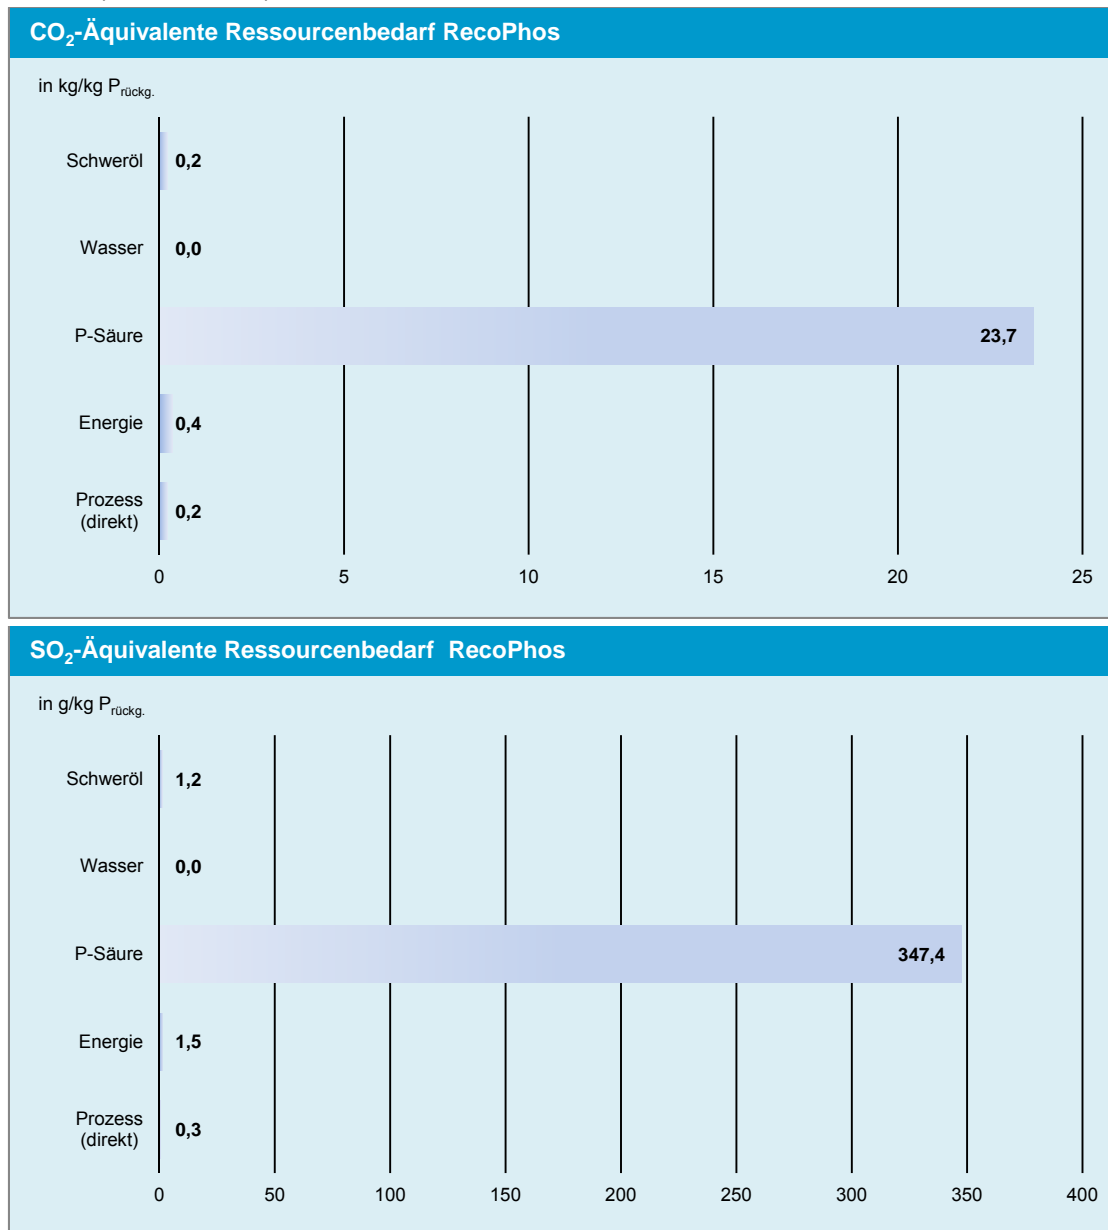 CO₂-Äquivalente Ressourcenbedarf RecoPhos
in kg/kg Prückg.
Schweröl 0,2
Wasser 0,0
P-Säure 23,7
Energie 0,4
Prozess
(direkt) 0,2
0 5 10 15 20 25
SO₂-Äquivalente Ressourcenbedarf RecoPhos
in g/kg Prückg.
Schweröl 1,2
Wasser 0,0
P-Säure 347,4
Energie 1,5
Prozess
(direkt) 0,3
0 50 100 150 200 250 300 350 400